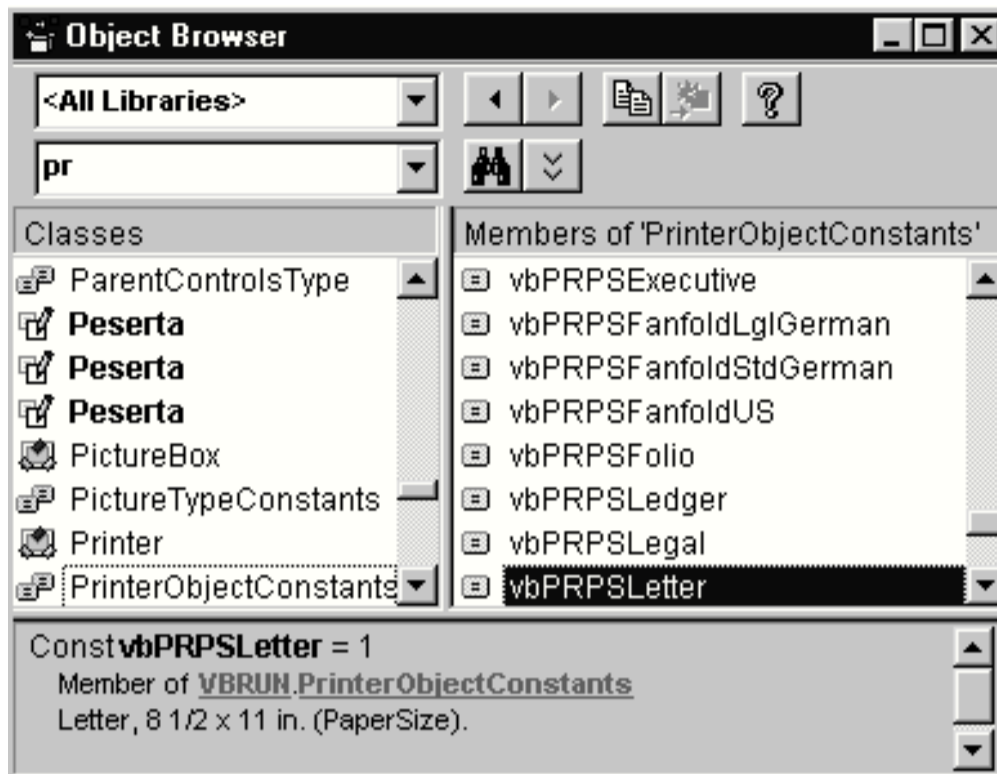 Object Browser
<All Libraries>
pr
Classes
ParentControlsType
Peserta
Peserta
Peserta
PictureBox
PictureTypeConstants
Printer
PrinterObjectConstants
Members of 'PrinterObjectConstants'
vbPRPSExecutive
vbPRPSFanfoldLglGerman
vbPRPSFanfoldStdGerman
vbPRPSFanfoldUS
vbPRPSFolio
vbPRPSLedger
vbPRPSLegal
vbPRPSLetter
Const vbPRPSLetter = 1
Member of VBRUN.PrinterObjectConstants
Letter, 8 1/2 x 11 in. (PaperSize).